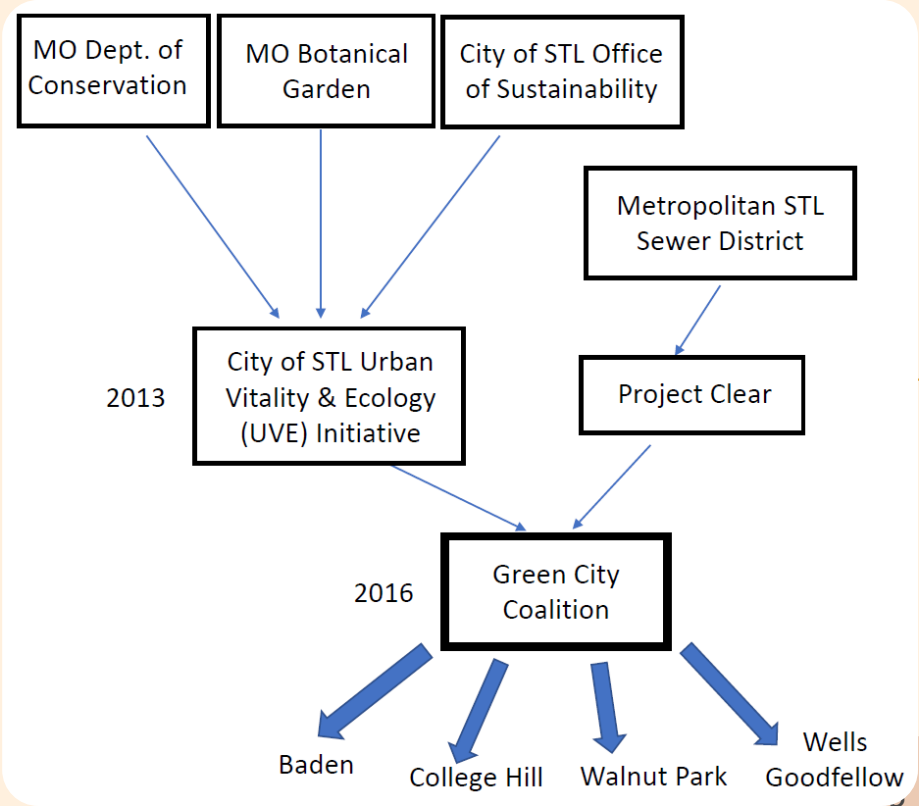 MO Dept. of
Conservation
MO Botanical
Garden
City of STL Office
of Sustainability
Metropolitan STL
Sewer District
2013
City of STL Urban
Vitality & Ecology
(UVE) Initiative
Project Clear
2016
Green City
Coalition
Baden
College Hill
Walnut Park
Wells
Goodfellow